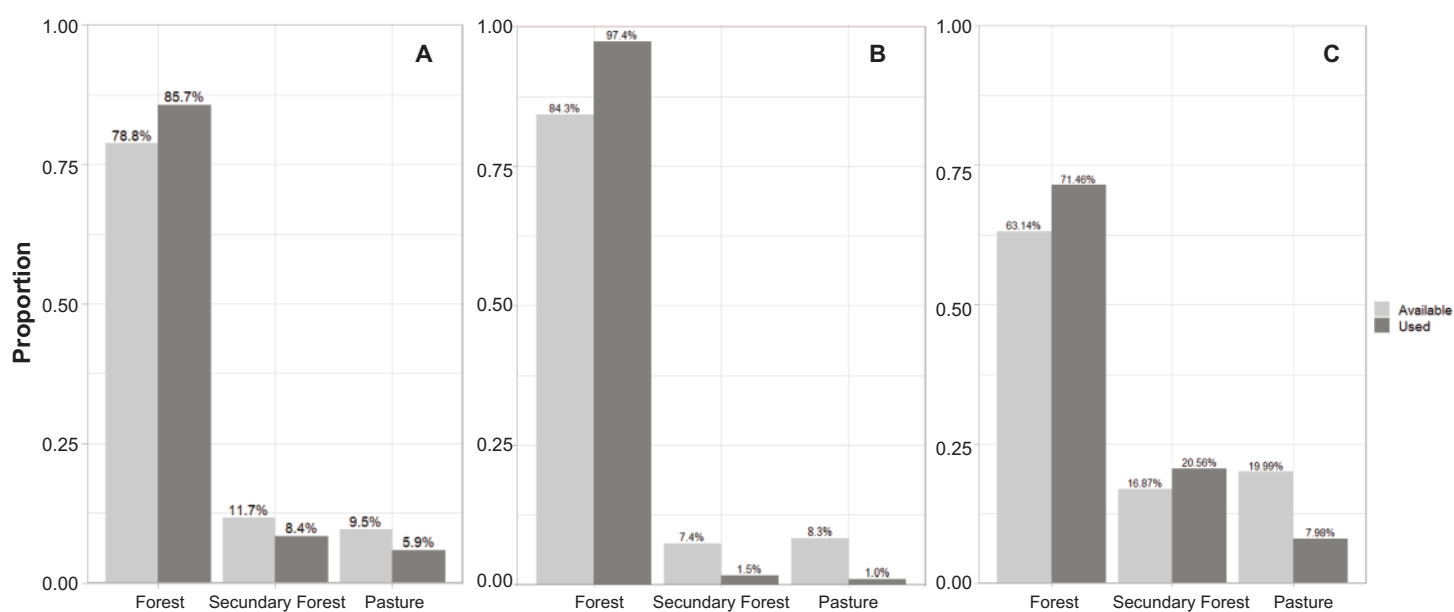 Proportion
1.00
0.75
0.50
0.25
0.00
A
78.8%
85.7%
11.7%
8.4%
9.5%
5.9%
Forest
Secundary Forest
Pasture
1.00
0.75
0.50
0.25
0.00
B
84.3%
97.4%
7.4%
1.5%
8.3%
1.0%
Forest
Secundary Forest
Pasture
1.00
0.75
0.50
0.25
0.00
C
63.14%
71.46%
16.87%
20.56%
19.99%
7.98%
Forest
Secundary Forest
Pasture
Available
Used